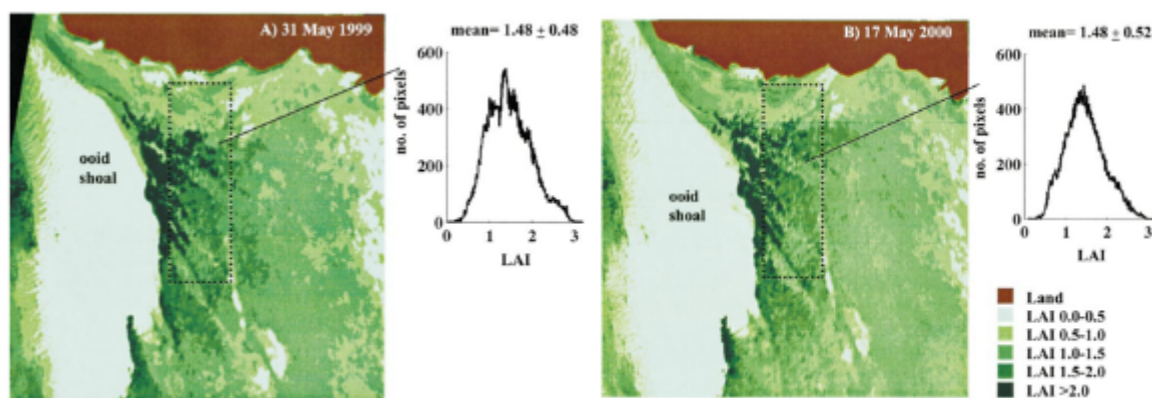 A) 31 May 1999
mean= 1.48 ± 0.48
600
400
200
0
no. of pixels
0 1 2 3
LAI
ooid
shoal
B) 17 May 2000
mean= 1.48 ± 0.52
600
400
200
0
no. of pixels
0 1 2 3
LAI
ooid
shoal
Land
LAI 0.0-0.5
LAI 0.5-1.0
LAI 1.0-1.5
LAI 1.5-2.0
LAI >2.0